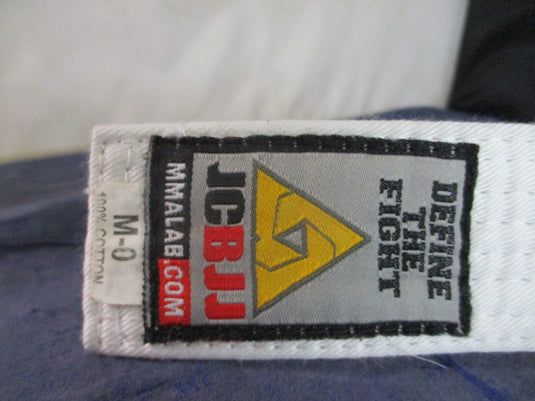 DEFINE
THE
FIGHT
JCBJJ
MMALAB.COM
M-0
100% COTTON